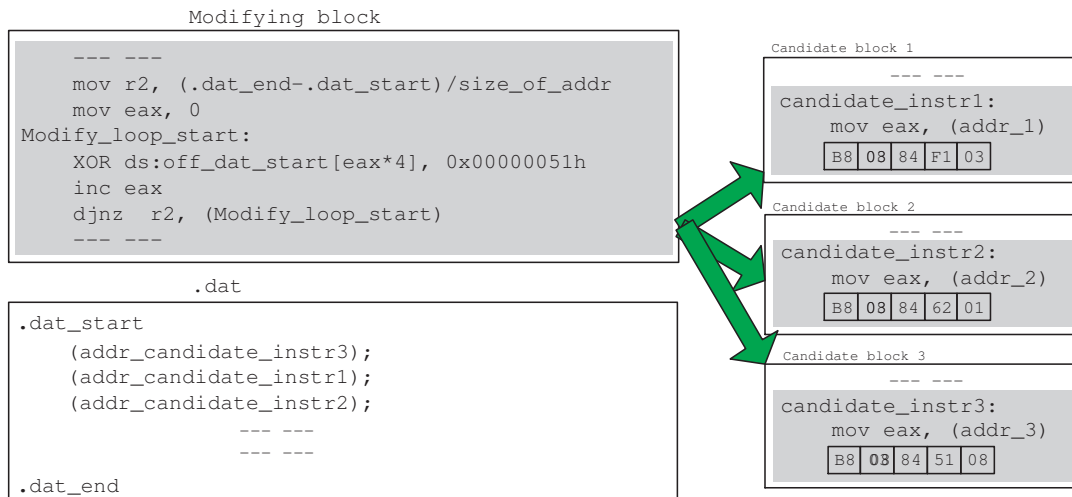 Modifying block
--- ---
mov r2, (.dat_end-.dat_start)/size_of_addr
mov eax, 0
Modify_loop_start:
XOR ds:off_dat_start[eax*4], 0x00000051h
inc eax
djnz r2, (Modify_loop_start)
--- ---
.dat
.dat_start
(addr_candidate_instr3);
(addr_candidate_instr1);
(addr_candidate_instr2);
--- ---
--- ---
.dat_end
Candidate block 1
--- ---
candidate_instr1:
mov eax, (addr_1)
B8 08 84 F1 03
Candidate block 2
--- ---
candidate_instr2:
mov eax, (addr_2)
B8 84 62 01
Candidate block 3
--- ---
candidate_instr3:
mov eax, (addr_3)
B8 84 51 08